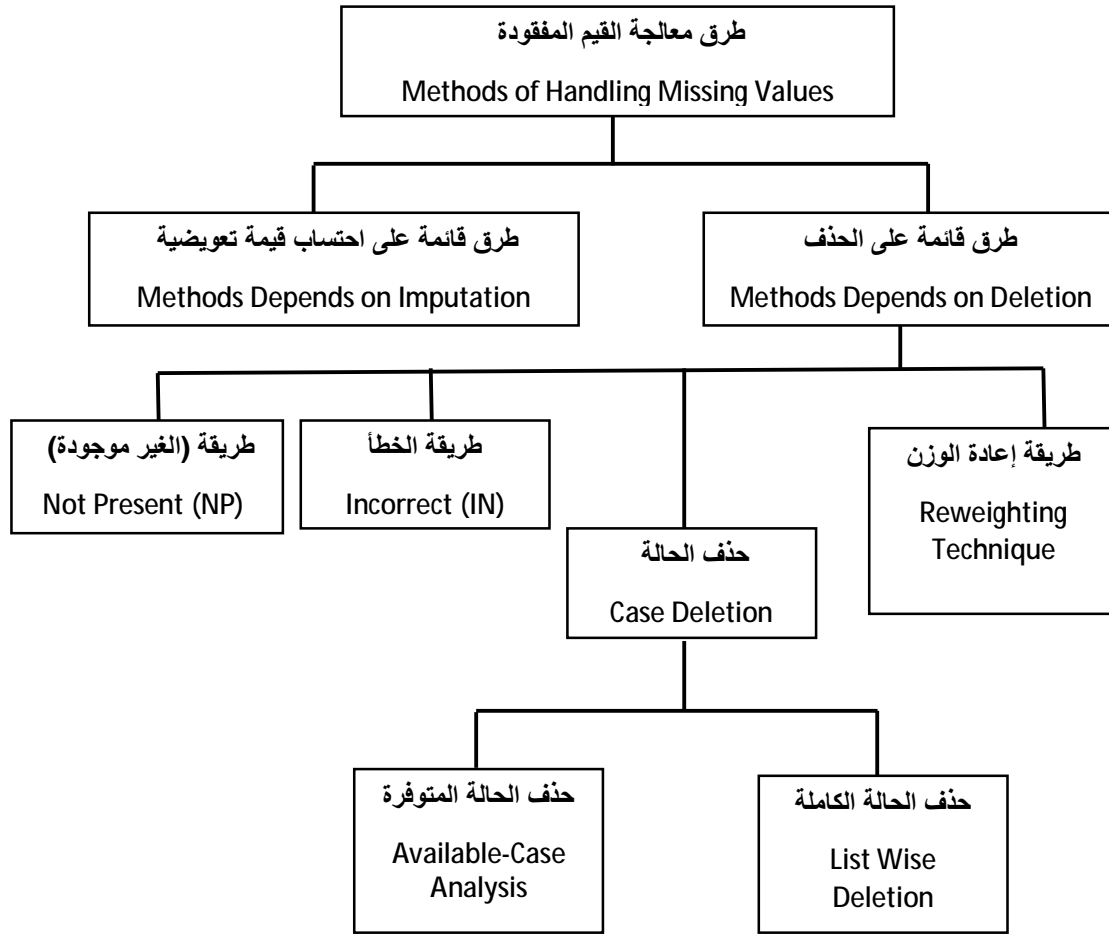 طرق معالجة القيم المفقودة
Methods of Handling Missing Values
طرق قائمة على احتساب قيمة تعويضية
Methods Depends on Imputation
طرق قائمة على الحذف
Methods Depends on Deletion
طريقة (الغير موجودة)
Not Present (NP)
طريقة الخطأ
Incorrect (IN)
حذف الحالة
Case Deletion
طريقة إعادة الوزن
Reweighting
Technique
حذف الحالة المتوفرة
Available-Case
Analysis
حذف الحالة الكاملة
List Wise
Deletion